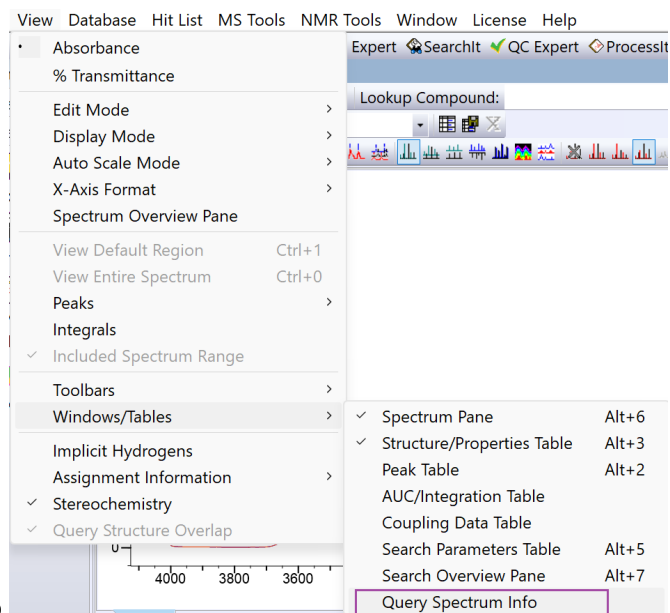 View Database Hit List MS Tools NMR Tools Window License Help
Absorbance
% Transmittance
Edit Mode
Display Mode
Auto Scale Mode
X-Axis Format
Spectrum Overview Pane
View Default Region Ctrl+1
View Entire Spectrum Ctrl+0
Peaks
Integrals
Included Spectrum Range
Toolbars
Windows/Tables
Implicit Hydrogens
Assignment Information
Stereochemistry
Query Structure Overlap
Expert SearchIt QC Expert ProcessIt
Lookup Compound:
Spectrum Pane Alt+6
Structure/Properties Table Alt+3
Peak Table Alt+2
AUC/Integration Table
Coupling Data Table
Search Parameters Table Alt+5
Search Overview Pane Alt+7
Query Spectrum Info
0
4000 3800 3600